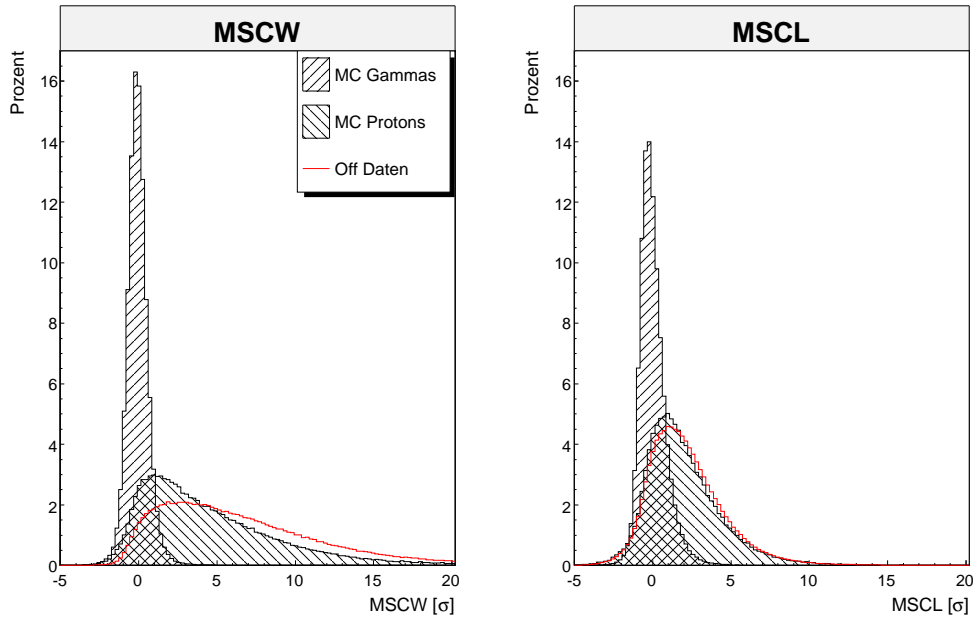 MSCW
Prozent
16
14
12
10
8
6
4
2
0
-5 0 5 10 15 20
MSCW [σ]
MC Gammas
MC Protons
Off Daten
MSCL
Prozent
16
14
12
10
8
6
4
2
0
-5 0 5 10 15 20
MSCL [σ]